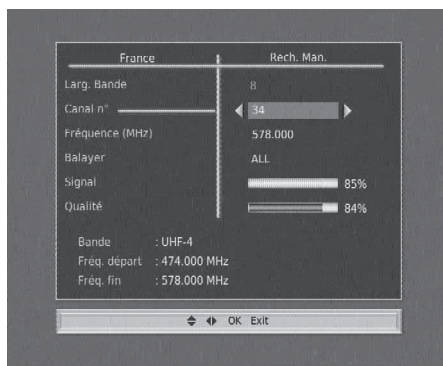 France Rech. Man.
Larg. Bande 8
Canal n° 34
Fréquence (MHz) 578.000
Balayer ALL
Signal 85%
Qualité 84%
Bande : UHF-4
Fréq. départ : 474.000 MHz
Fréq. fin : 578.000 MHz
OK Exit